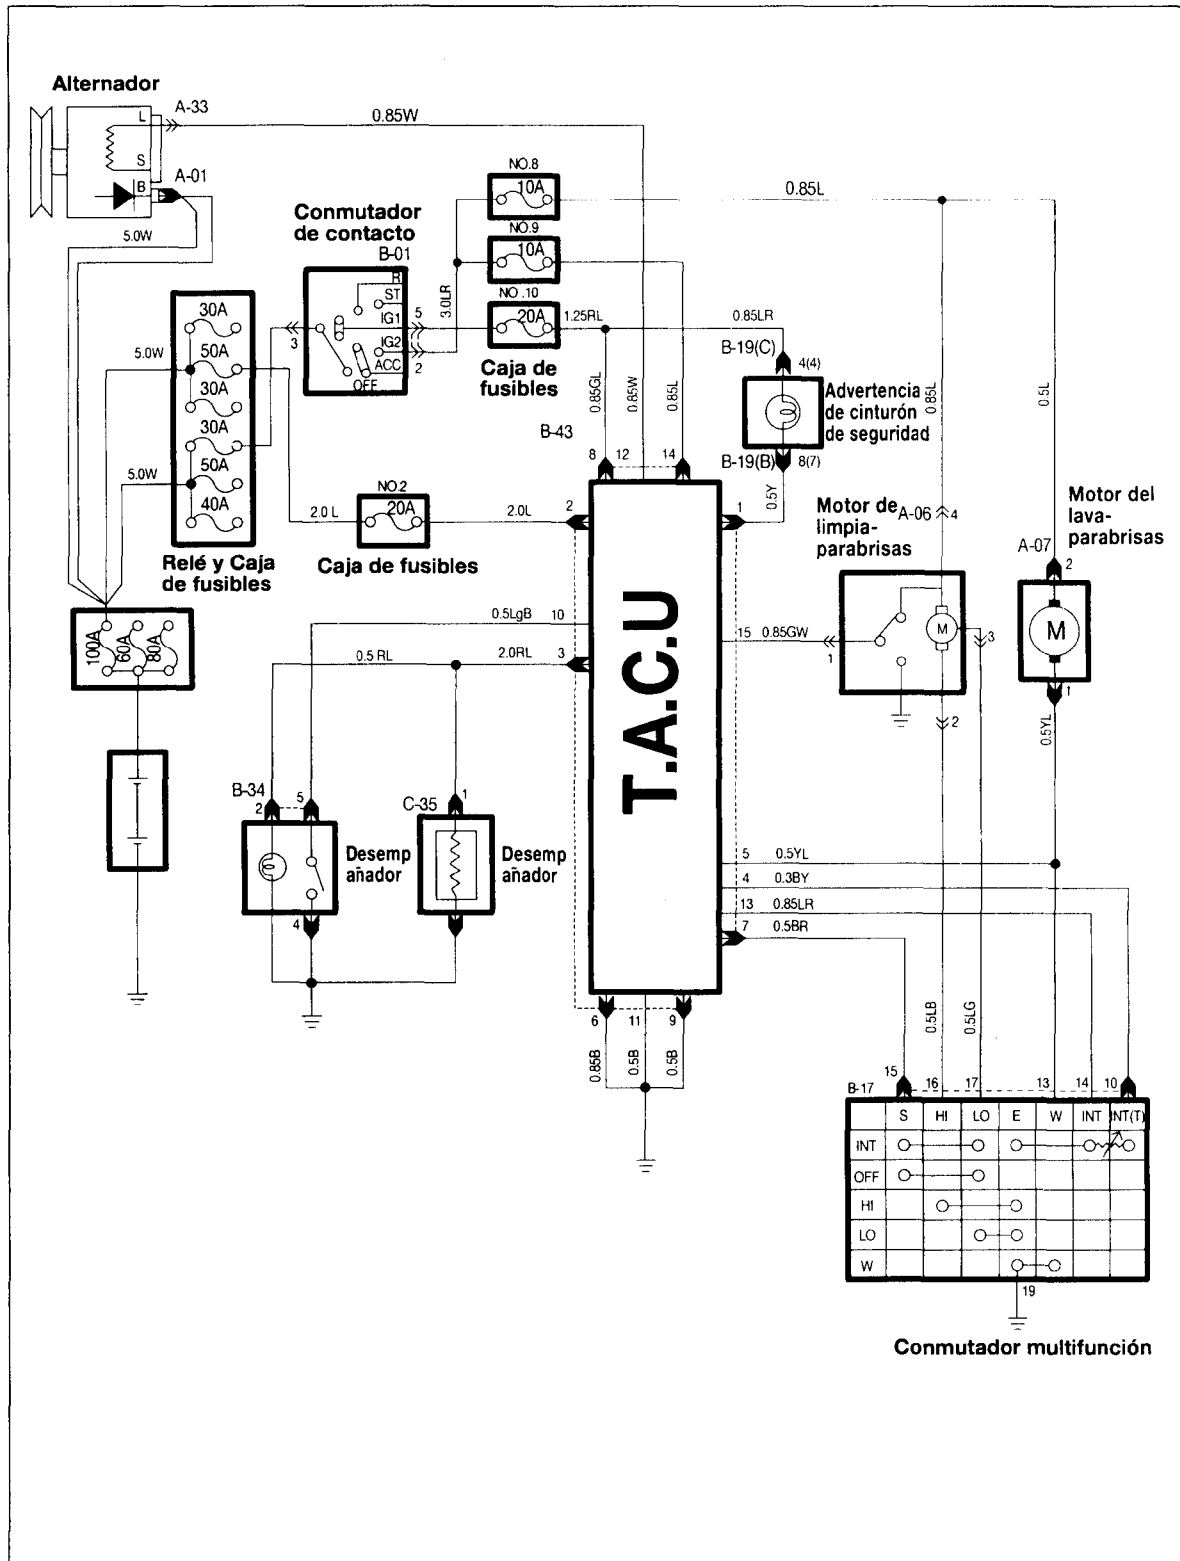 Alternador
L
A-33
0.85W
S
B
A-01
5.0W
5.0W
Conmutador
de contacto
B-01
R
ST
IG1
IG2
ACC
OFF
3
5
2
3.0LR
NO.8
10A
0.85L
NO.9
10A
NO.10
20A
1.25RL
0.85LR
Caja de
fusibles
30A
50A
30A
30A
50A
40A
5.0W
Relé y Caja
de fusibles
2.0 L
NO.2
20A
2.0L
Caja de fusibles
100A
60A
80A
0.85GL
0.85W
0.85L
B-43
8
12
14
2
1
B-19(C)
4(4)
Advertencia
de cinturón
de seguridad
B-19(B)
8(7)
0.5Y
0.85L
0.5L
Motor de
limpia-
parabrisas
A-06
4
Motor del
lava-
parabrisas
A-07
2
M
1
0.5YL
15
0.85GW
1
M
3
2
T.A.C.U
0.5LgB
10
0.5 RL
2.0RL
3
B-34
2
5
4
Desemp
añador
C-35
1
Desemp
añador
5
0.5YL
4
0.3BY
13
0.85LR
7
0.5BR
6
11
9
0.85B
0.5B
0.5B
0.5LB
0.5LG
B-17
15
16
17
13
14
10
S
HI
LO
E
W
INT
INT(T)
INT
OFF
HI
LO
W
19
Conmutador multifunción